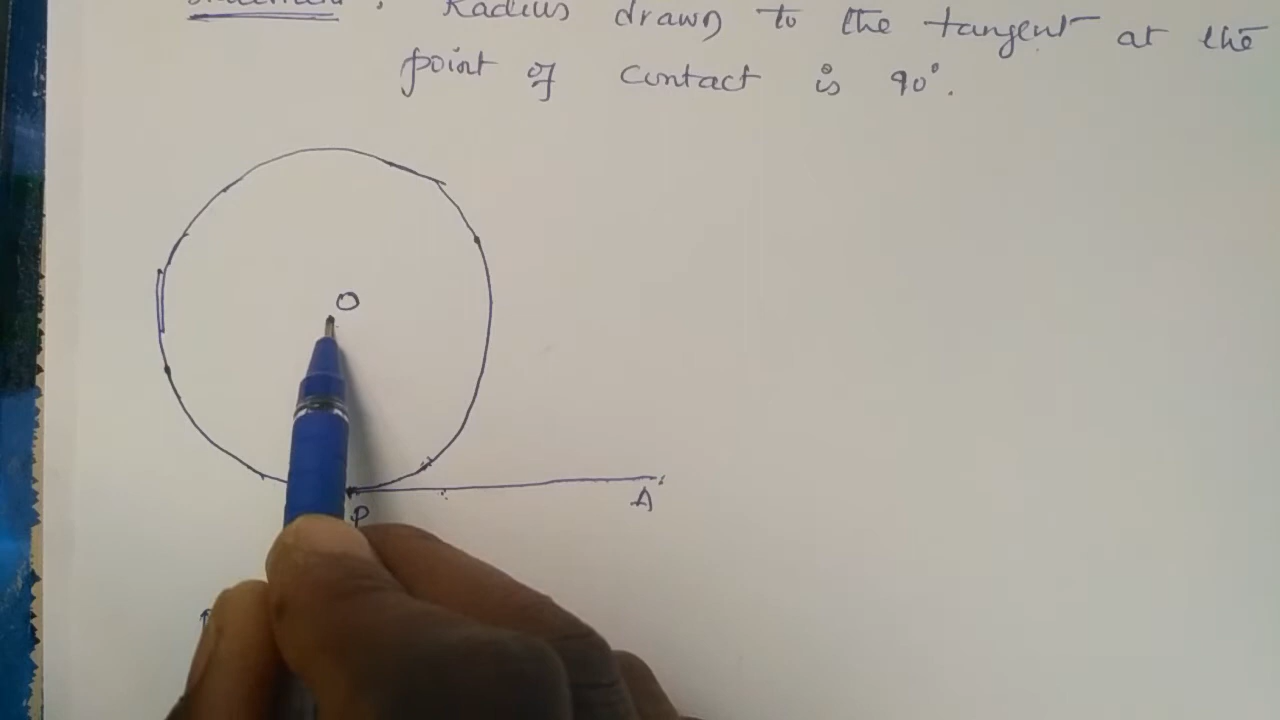 : Radius drawn to the tangent at the
point of contact is 90°.
O
A
P